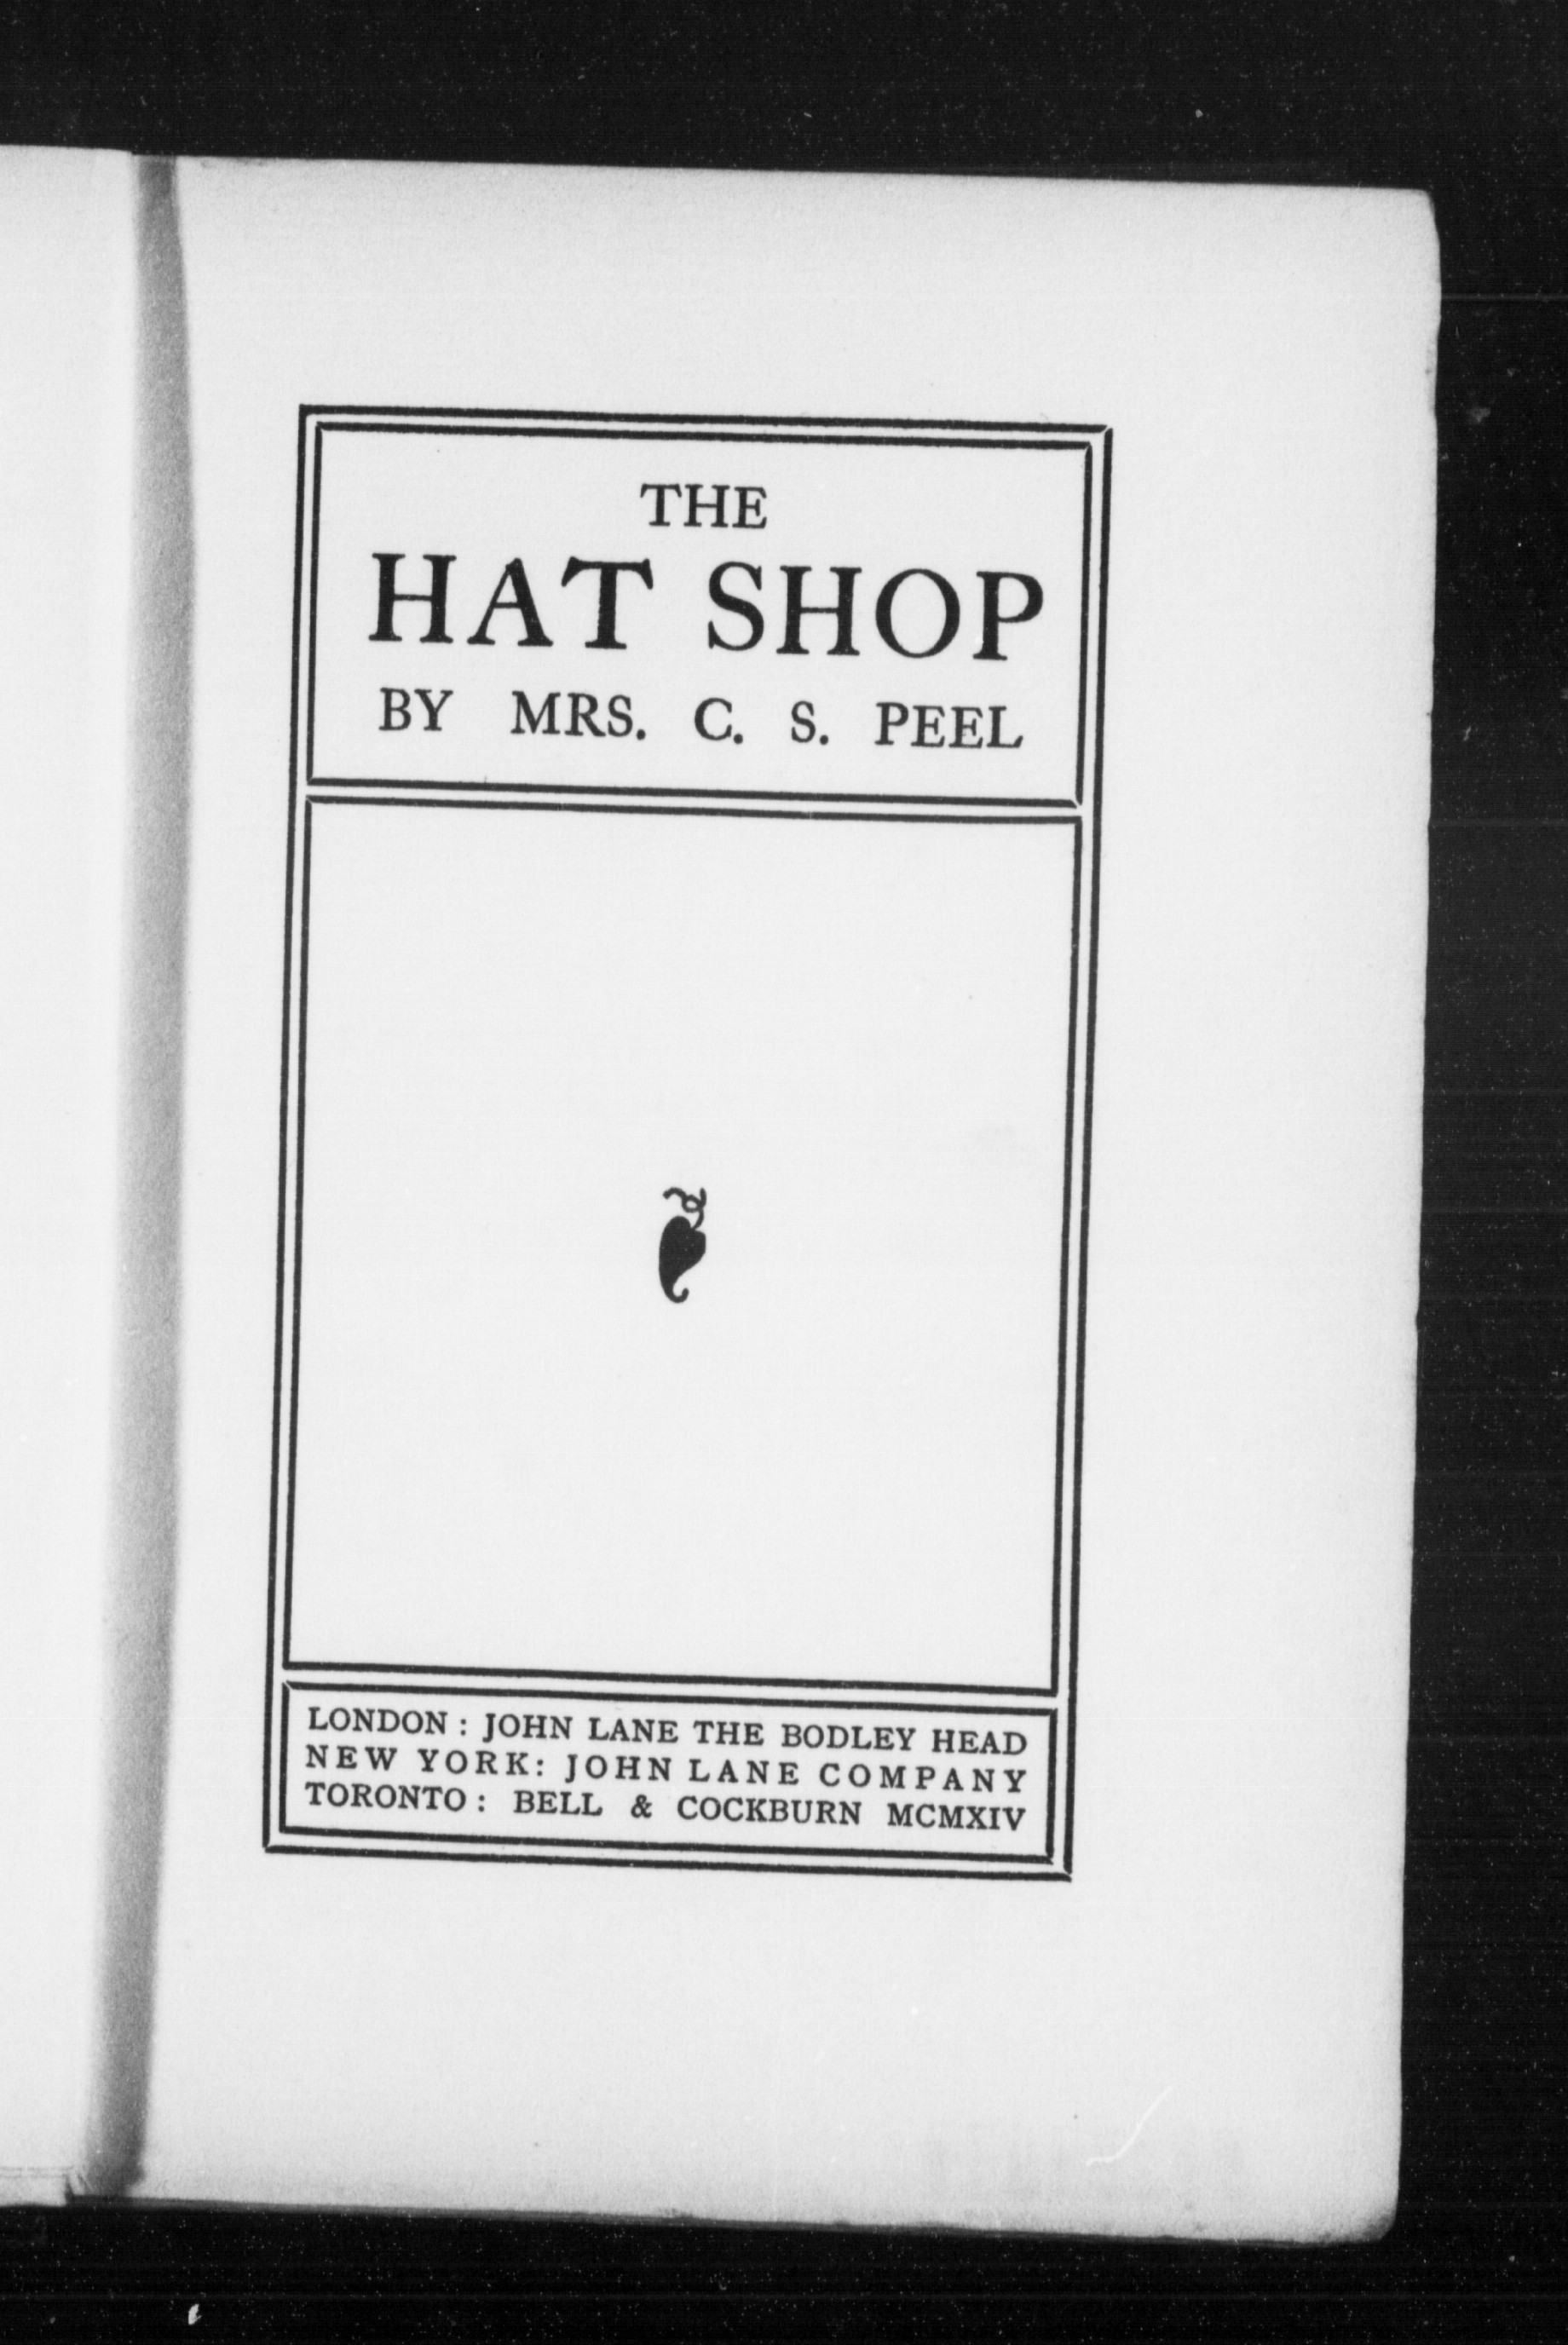 THE
HAT SHOP
BY MRS. C. S. PEEL
LONDON : JOHN LANE THE BODLEY HEAD
NEW YORK: JOHN LANE COMPANY
TORONTO : BELL & COCKBURN MCMXIV